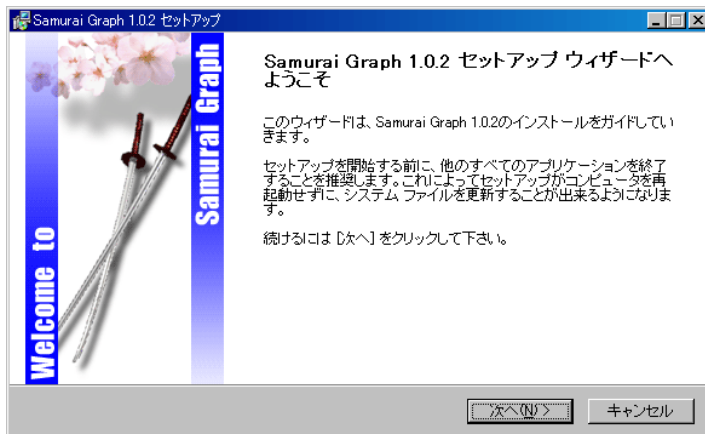 Samurai Graph 1.0.2 セットアップ
Welcome to
Samurai Graph
Samurai Graph 1.0.2 セットアップ ウィザードへ
ようこそ
このウィザードは、Samurai Graph 1.0.2のインストールをガイドしてい
きます。
セットアップを開始する前に、他のすべてのアプリケーションを終了
することを推奨します。これによってセットアップがコンピュータを再
起動せずに、システム ファイルを更新することが出来るようになりま
す。
続けるには [次へ] をクリックして下さい。
次へ(N) >
キャンセル